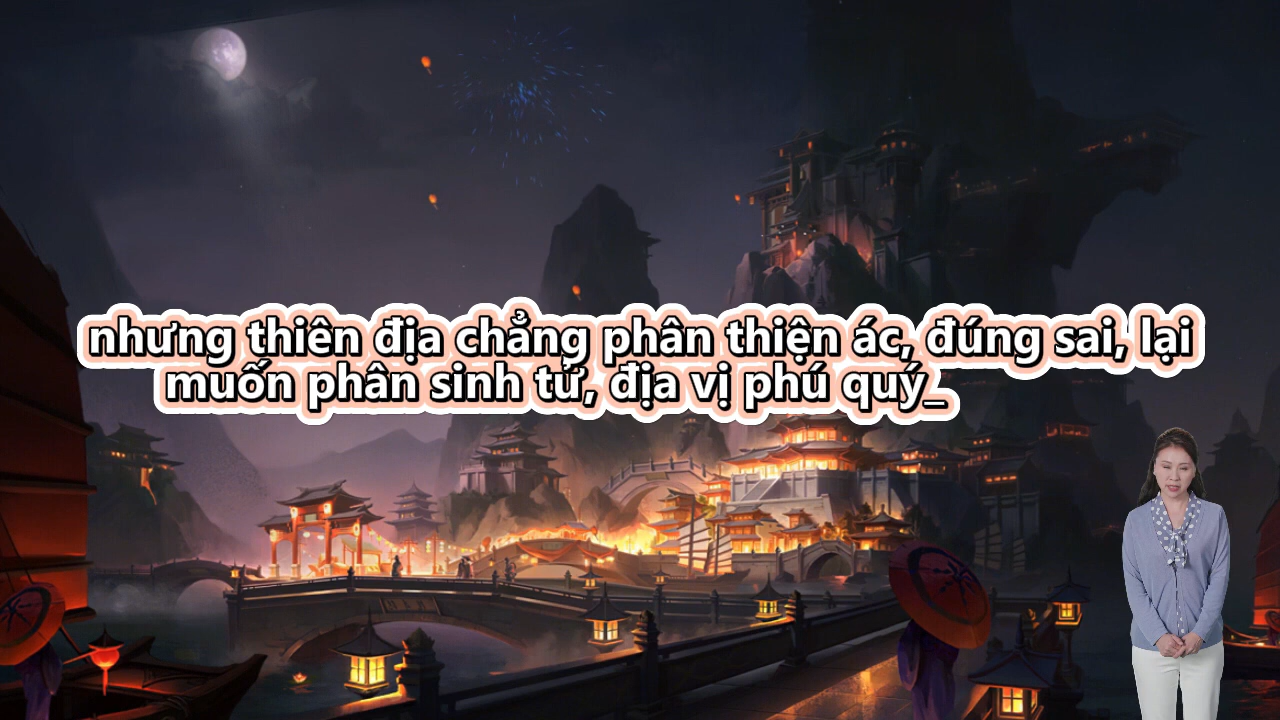 nhưng thiên địa chẳng phân thiện ác, đúng sai, lại
muốn phân sinh tử, địa vị phú quý_